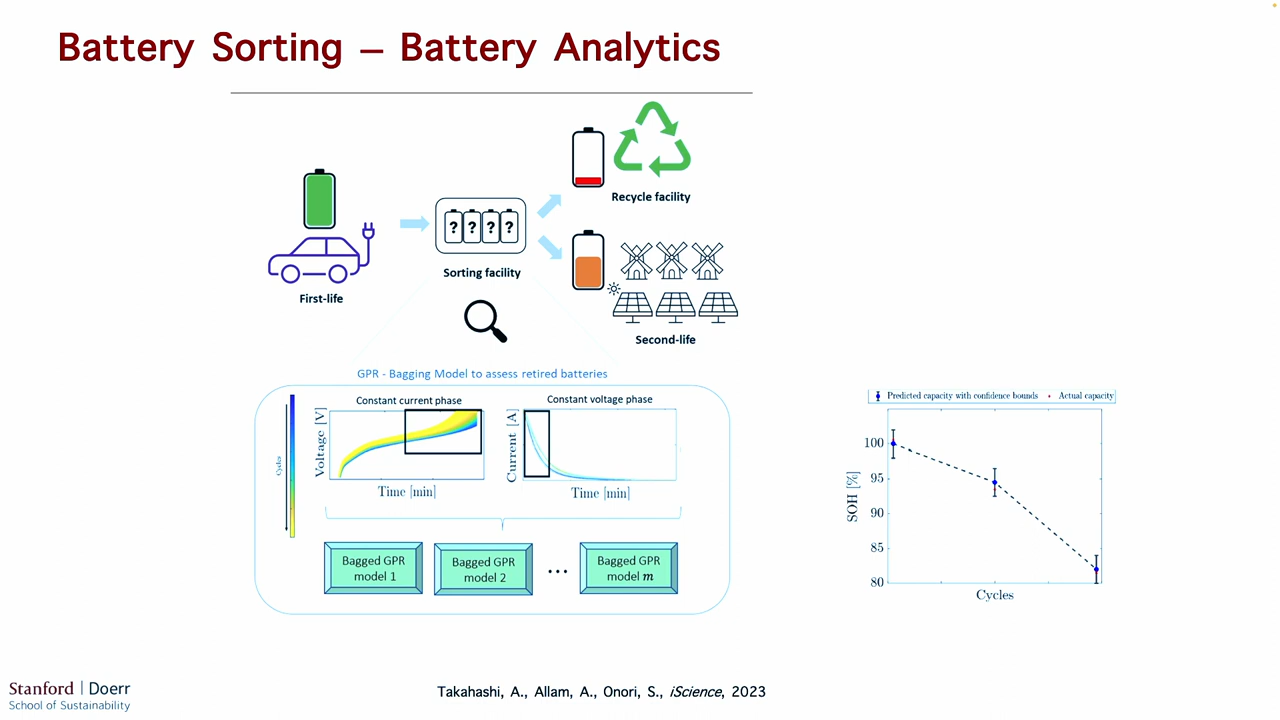 Battery Sorting – Battery Analytics
Recycle facility
? ? ? ?
Sorting facility
First-life
Second-life
GPR - Bagging Model to assess retired batteries
Constant current phase
Constant voltage phase
Cycles
Voltage [V]
Time [min]
Current [A]
Time [min]
Bagged GPR
model 1
Bagged GPR
model 2
...
Bagged GPR
model m
Predicted capacity with confidence bounds
Actual capacity
SOH [%]
100
95
90
85
80
Cycles
Stanford | Doerr
School of Sustainability
Takahashi, A., Allam, A., Onori, S., iScience, 2023